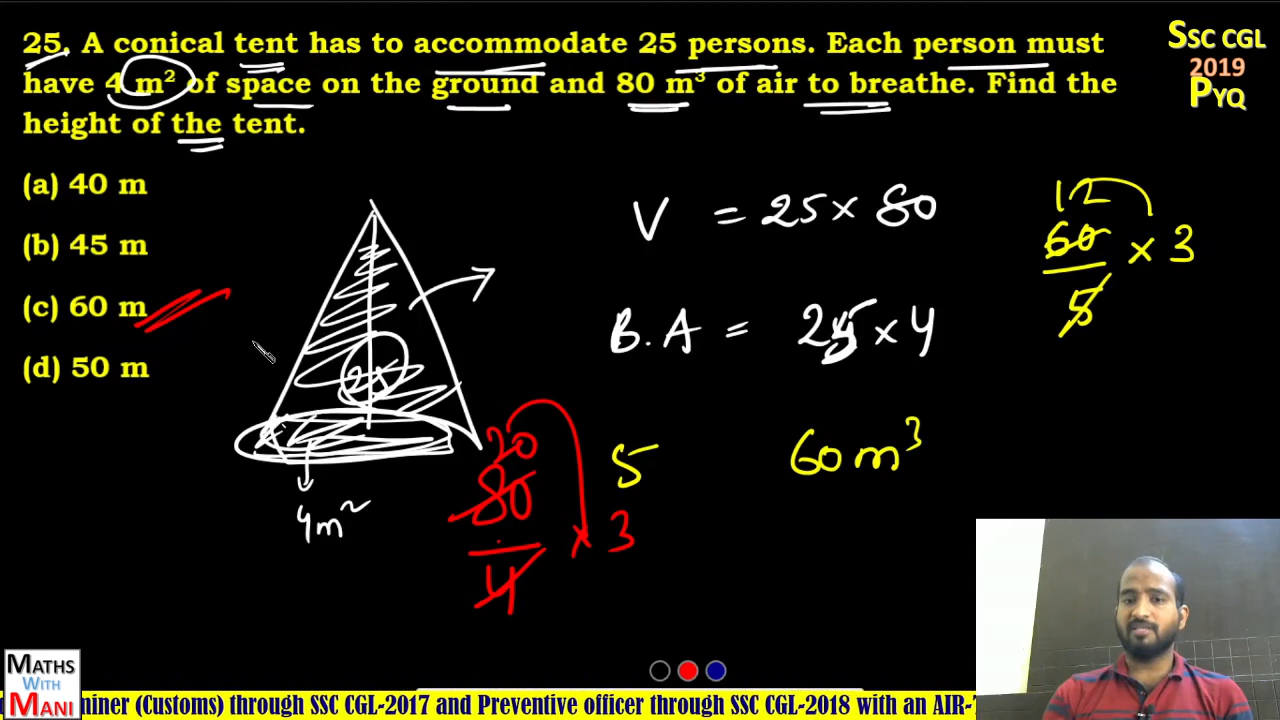 25. A conical tent has to accommodate 25 persons. Each person must
have 4 m² of space on the ground and 80 m³ of air to breathe. Find the
height of the tent.
SSC CGL
2019
PYQ
(a) 40 m
(b) 45 m
(c) 60 m
(d) 50 m
V = 25 × 80
B.A = 25 × 4
12
60
5
× 3
5
60 m³
25
4m²
20
80
4
× 3
MATHS
WITH
MANI
miner (Customs) through SSC CGL-2017 and Preventive officer through SSC CGL-2018 with an AIR-